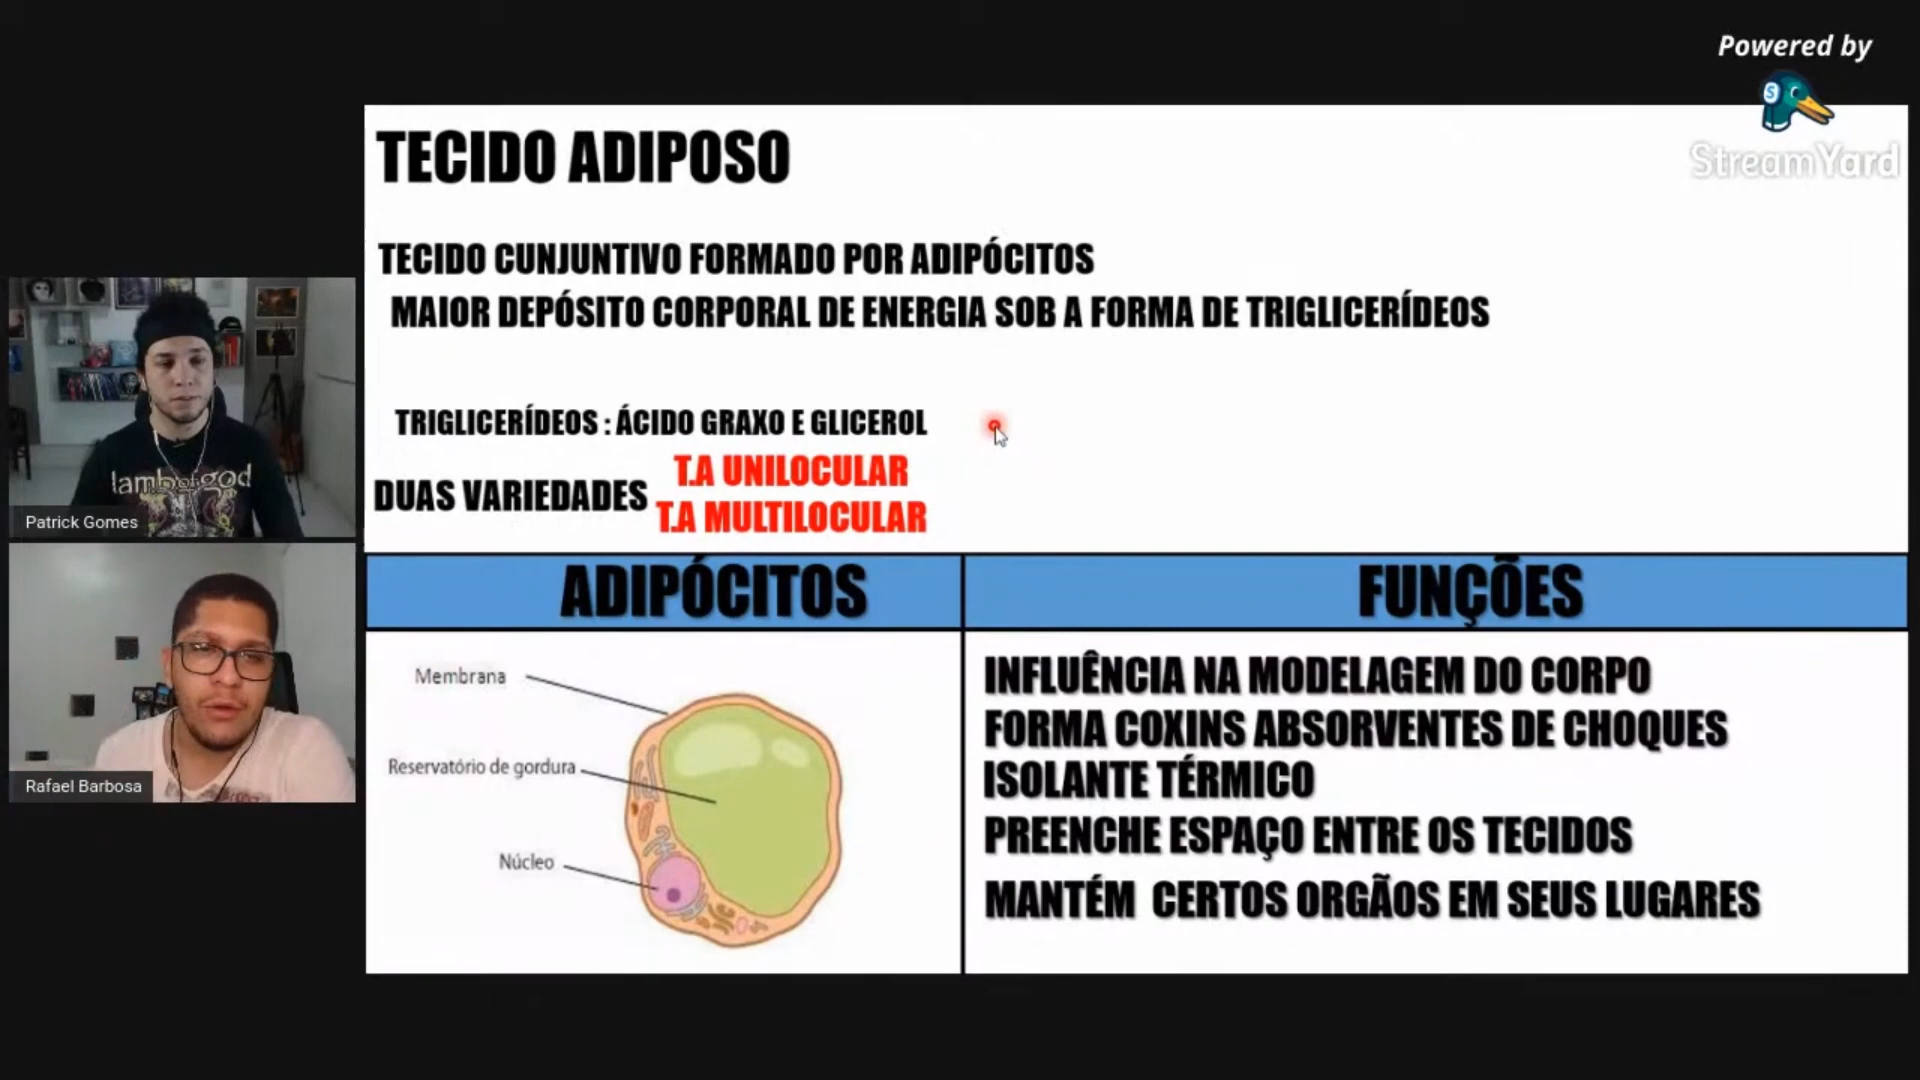 Powered by
StreamYard
TECIDO ADIPOSO
TECIDO CUNJUNTIVO FORMADO POR ADIPÓCITOS
MAIOR DEPÓSITO CORPORAL DE ENERGIA SOB A FORMA DE TRIGLICERÍDEOS
TRIGLICERÍDEOS : ÁCIDO GRAXO E GLICEROL
DUAS VARIEDADES
T.A UNILOCULAR
T.A MULTILOCULAR
ADIPÓCITOS
Membrana
Reservatório de gordura
Núcleo
FUNÇÕES
INFLUÊNCIA NA MODELAGEM DO CORPO
FORMA COXINS ABSORVENTES DE CHOQUES
ISOLANTE TÉRMICO
PREENCHE ESPAÇO ENTRE OS TECIDOS
MANTÉM CERTOS ORGÃOS EM SEUS LUGARES
lamb of god
Patrick Gomes
Rafael Barbosa